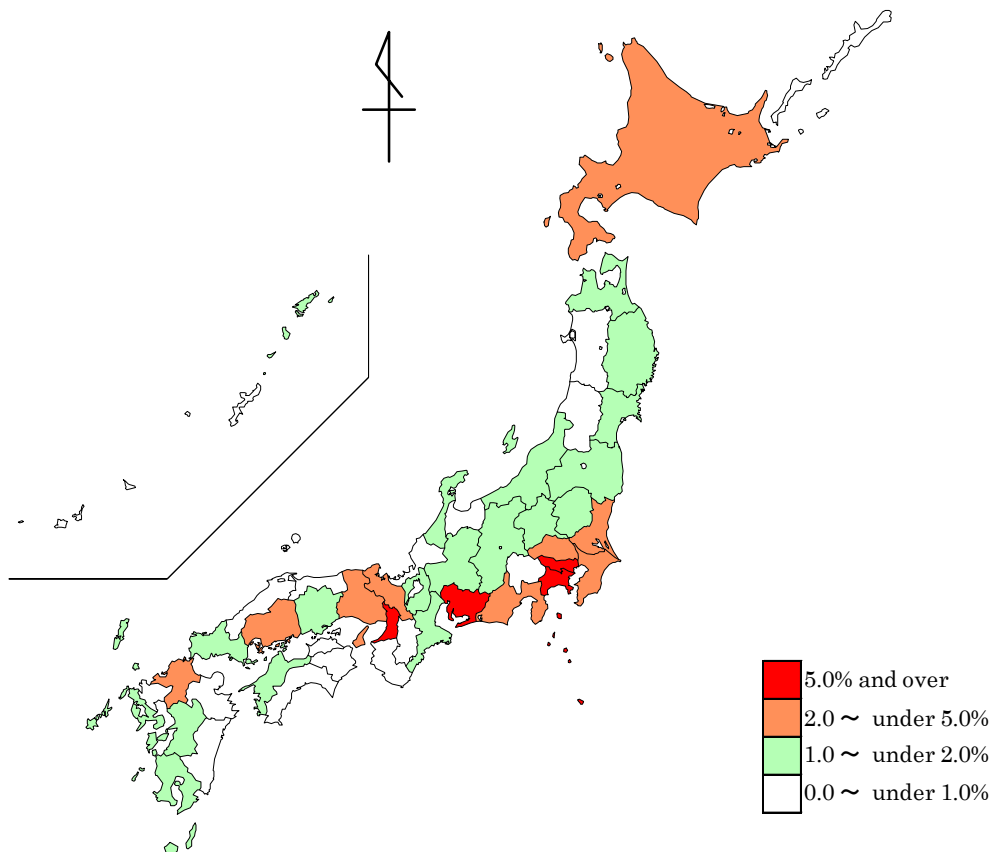 5.0% and over
2.0 ~ under 5.0%
1.0 ~ under 2.0%
0.0 ~ under 1.0%